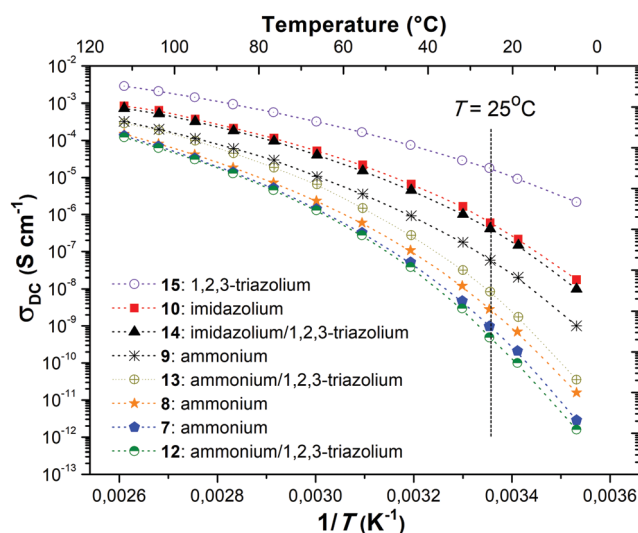 Temperature (°C)
120 100 80 60 40 20 0
10⁻²
10⁻³
10⁻⁴
10⁻⁵
10⁻⁶
10⁻⁷
10⁻⁸
10⁻⁹
10⁻¹⁰
10⁻¹¹
10⁻¹²
10⁻¹³
σDC (S cm⁻¹)
T = 25°C
15: 1,2,3-triazolium
10: imidazolium
14: imidazolium/1,2,3-triazolium
9: ammonium
13: ammonium/1,2,3-triazolium
8: ammonium
7: ammonium
12: ammonium/1,2,3-triazolium
0,0026 0,0028 0,0030 0,0032 0,0034 0,0036
1/T (K⁻¹)